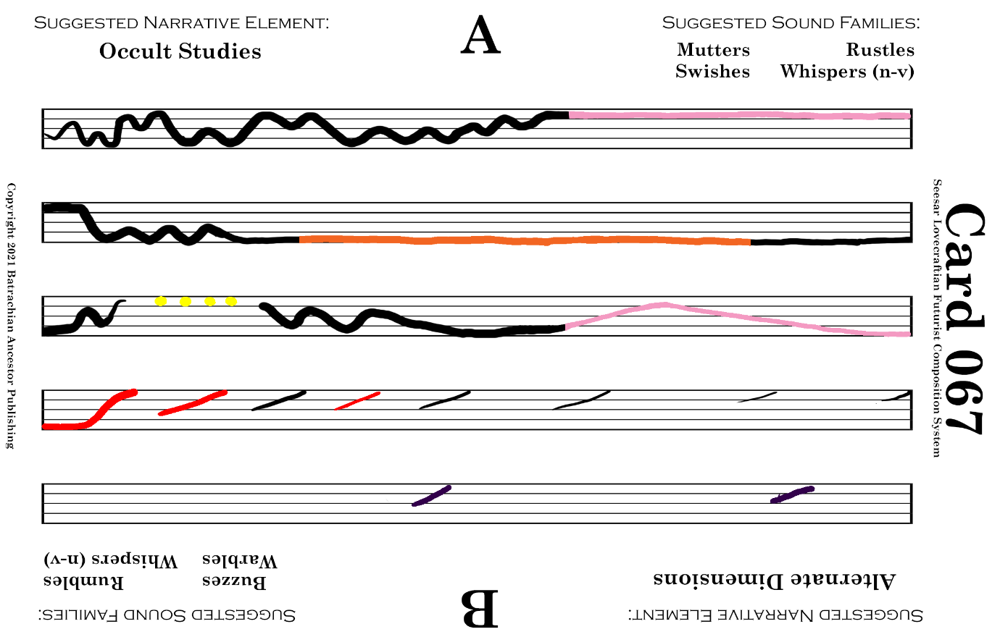 SUGGESTED NARRATIVE ELEMENT:
Occult Studies
A
SUGGESTED SOUND FAMILIES:
Mutters Rustles
Swishes Whispers (n-v)
Copyright 2021 Batrachian Ancestor Publishing
Card 067
Seesar Lovecraftian Futurist Composition System
B
SUGGESTED NARRATIVE ELEMENT:
Alternate Dimensions
SUGGESTED SOUND FAMILIES:
Buzzes Rumbles
Warbles Whispers (n-v)